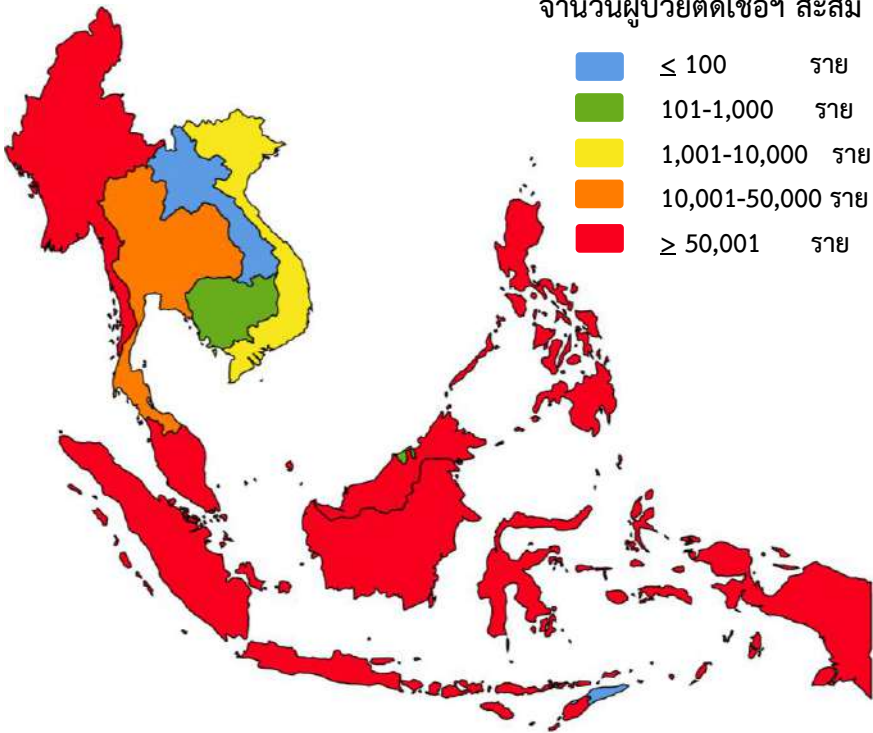 จำนวนผู้ป่วยติดเชื้อฯ สะสม
≤ 100 ราย
101-1,000 ราย
1,001-10,000 ราย
10,001-50,000 ราย
≥ 50,001 ราย